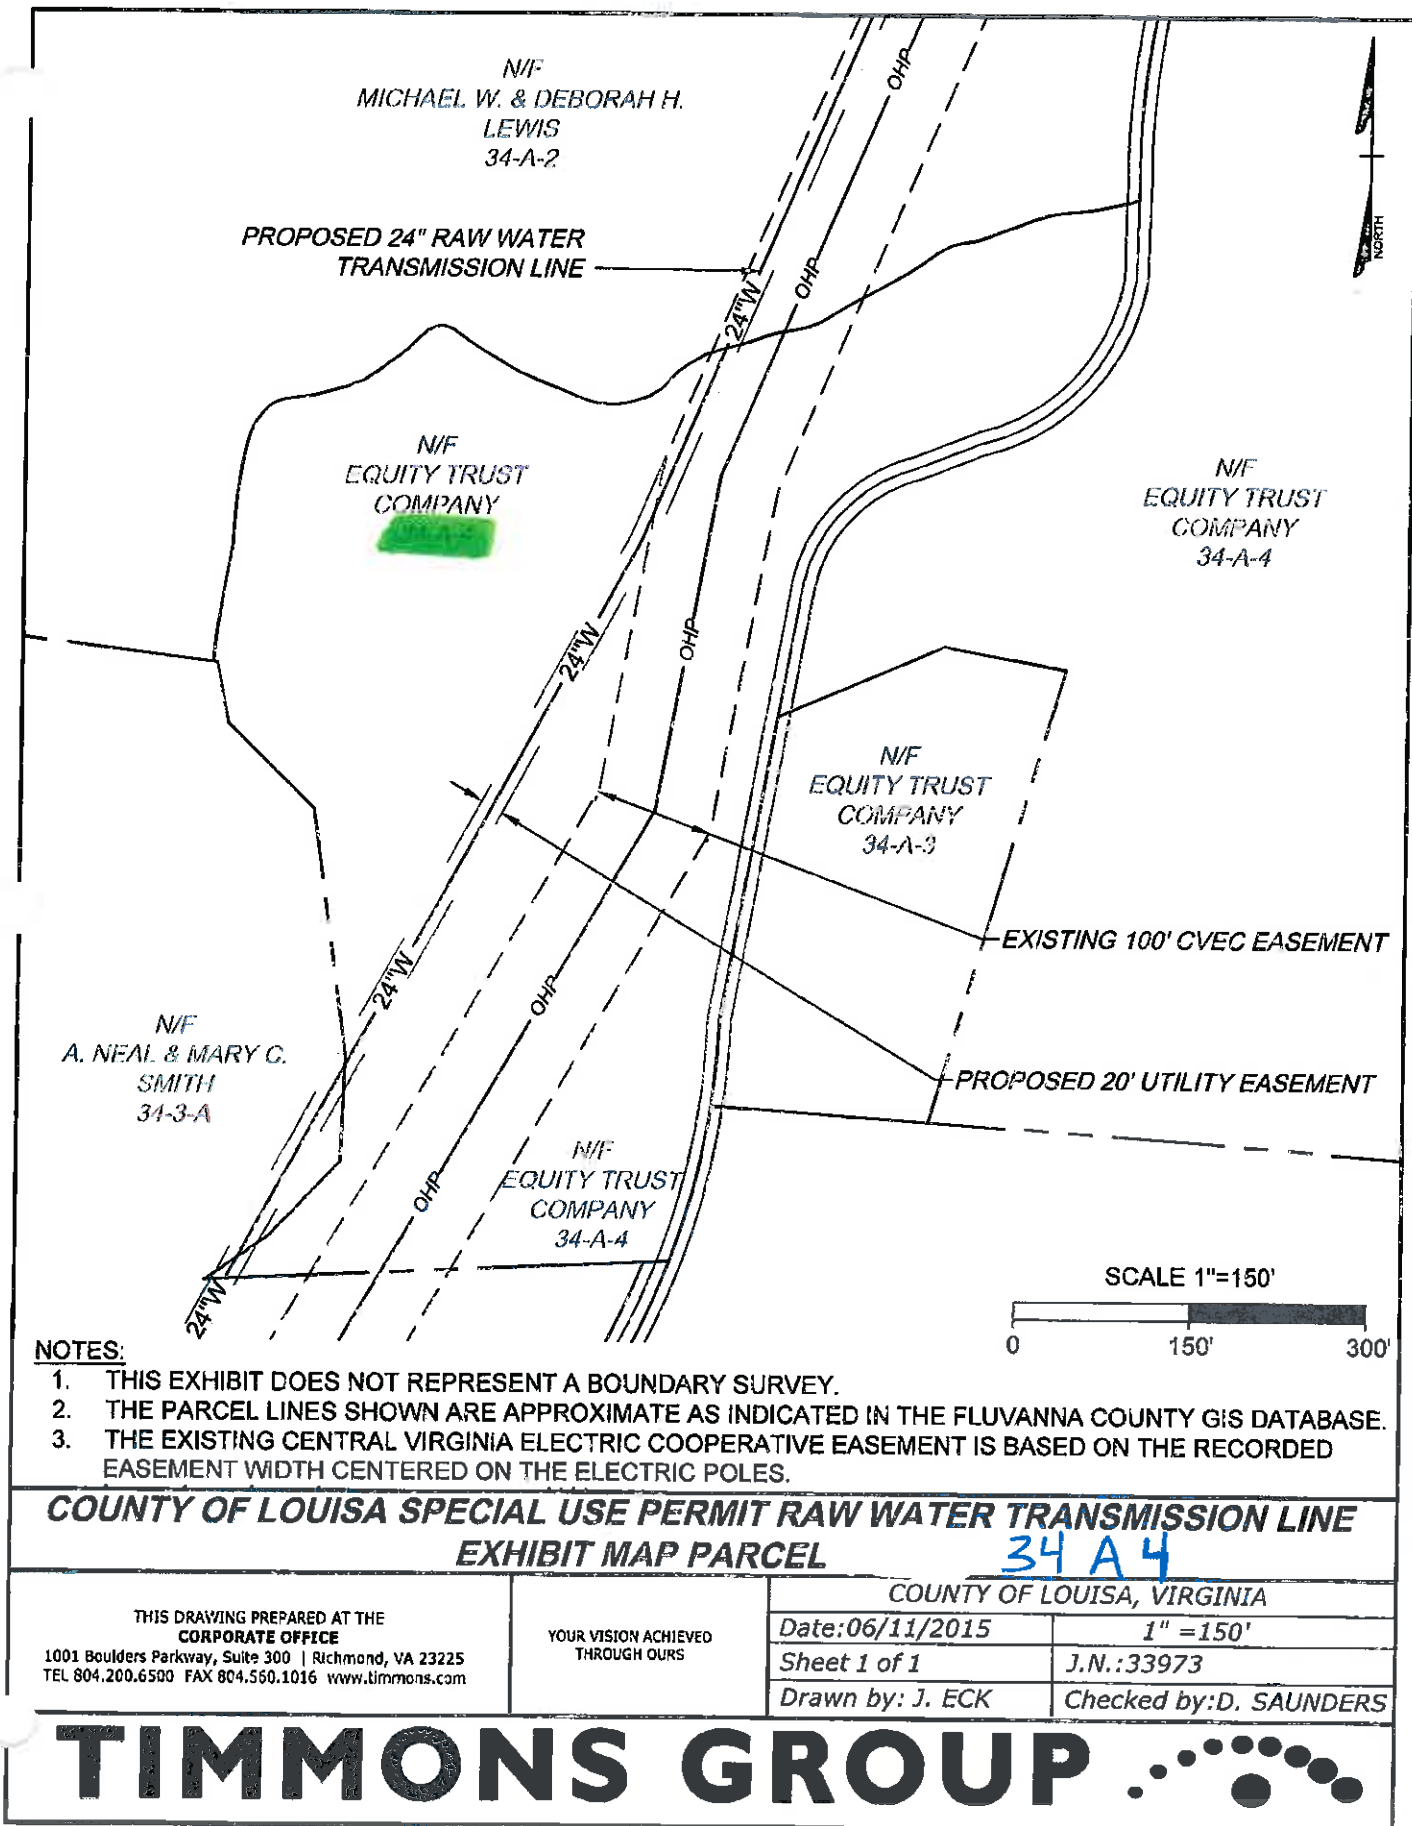 N/F
MICHAEL W. & DEBORAH H.
LEWIS
34-A-2
OHP
NORTH
PROPOSED 24" RAW WATER
TRANSMISSION LINE
24"W
OHP
N/F
EQUITY TRUST
COMPANY
N/F
EQUITY TRUST
COMPANY
34-A-4
24"W
OHP
N/F
EQUITY TRUST
COMPANY
34-A-3
EXISTING 100' CVEC EASEMENT
24"W
OHP
N/F
A. NEAL & MARY C.
SMITH
34-3-A
PROPOSED 20' UTILITY EASEMENT
OHP
N/F
EQUITY TRUST
COMPANY
34-A-4
24"W
SCALE 1"=150'
0 150' 300'
NOTES:
1. THIS EXHIBIT DOES NOT REPRESENT A BOUNDARY SURVEY.
2. THE PARCEL LINES SHOWN ARE APPROXIMATE AS INDICATED IN THE FLUVANNA COUNTY GIS DATABASE.
3. THE EXISTING CENTRAL VIRGINIA ELECTRIC COOPERATIVE EASEMENT IS BASED ON THE RECORDED
EASEMENT WIDTH CENTERED ON THE ELECTRIC POLES.
COUNTY OF LOUISA SPECIAL USE PERMIT RAW WATER TRANSMISSION LINE
EXHIBIT MAP PARCEL 34 A 4
THIS DRAWING PREPARED AT THE
CORPORATE OFFICE
1001 Boulders Parkway, Suite 300 | Richmond, VA 23225
TEL 804.200.6500 FAX 804.560.1016 www.timmons.com
YOUR VISION ACHIEVED
THROUGH OURS
COUNTY OF LOUISA, VIRGINIA
Date:06/11/2015 1" =150'
Sheet 1 of 1 J.N.:33973
Drawn by: J. ECK Checked by:D. SAUNDERS
TIMMONS GROUP